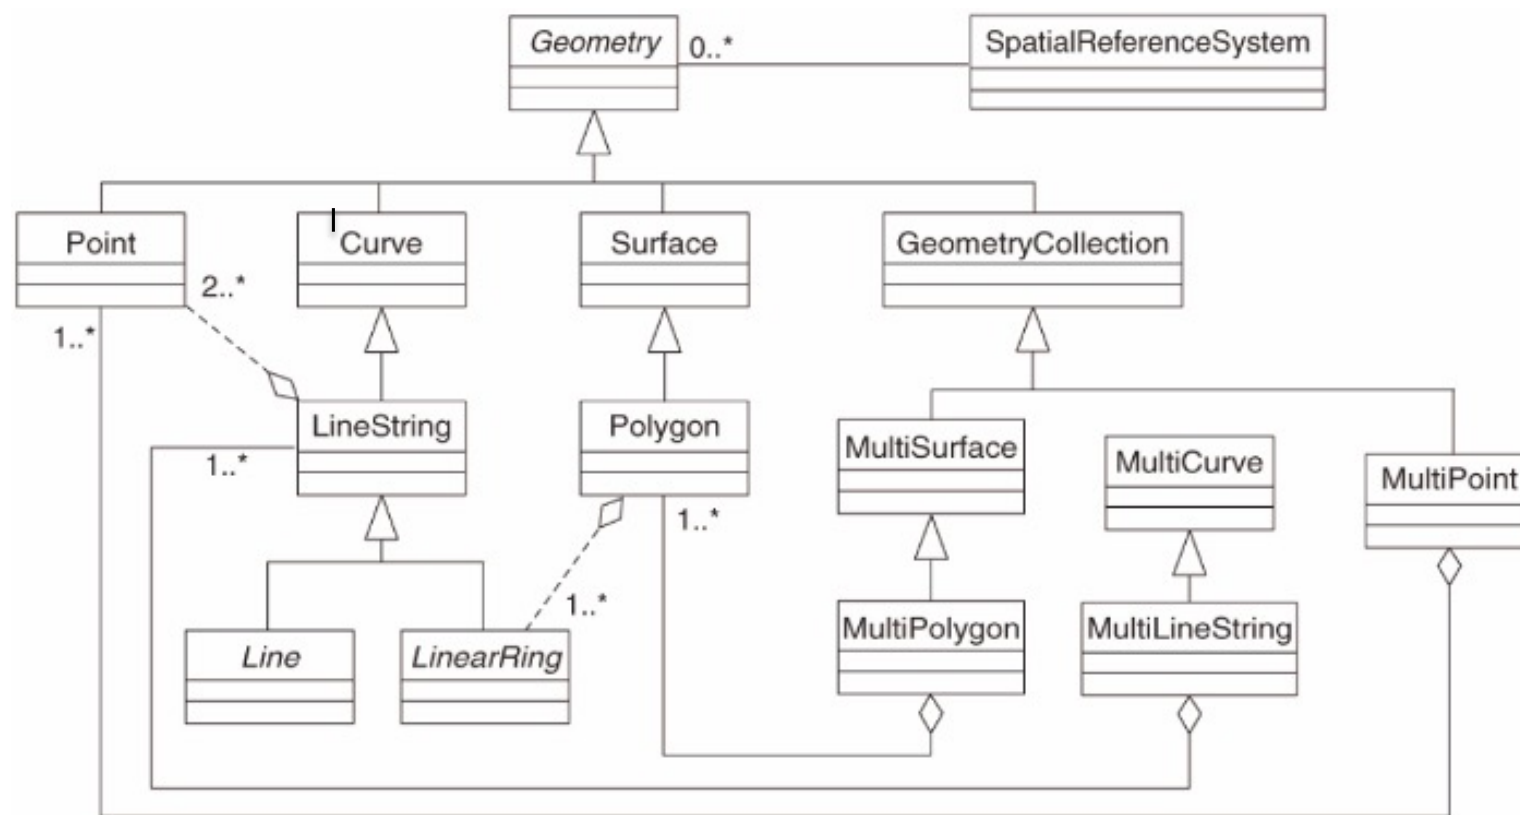 Geometry
0..*
SpatialReferenceSystem
Point
Curve
Surface
GeometryCollection
2..*
1..*
LineString
Polygon
MultiSurface
MultiCurve
MultiPoint
1..*
1..*
1..*
Line
LinearRing
MultiPolygon
MultiLineString